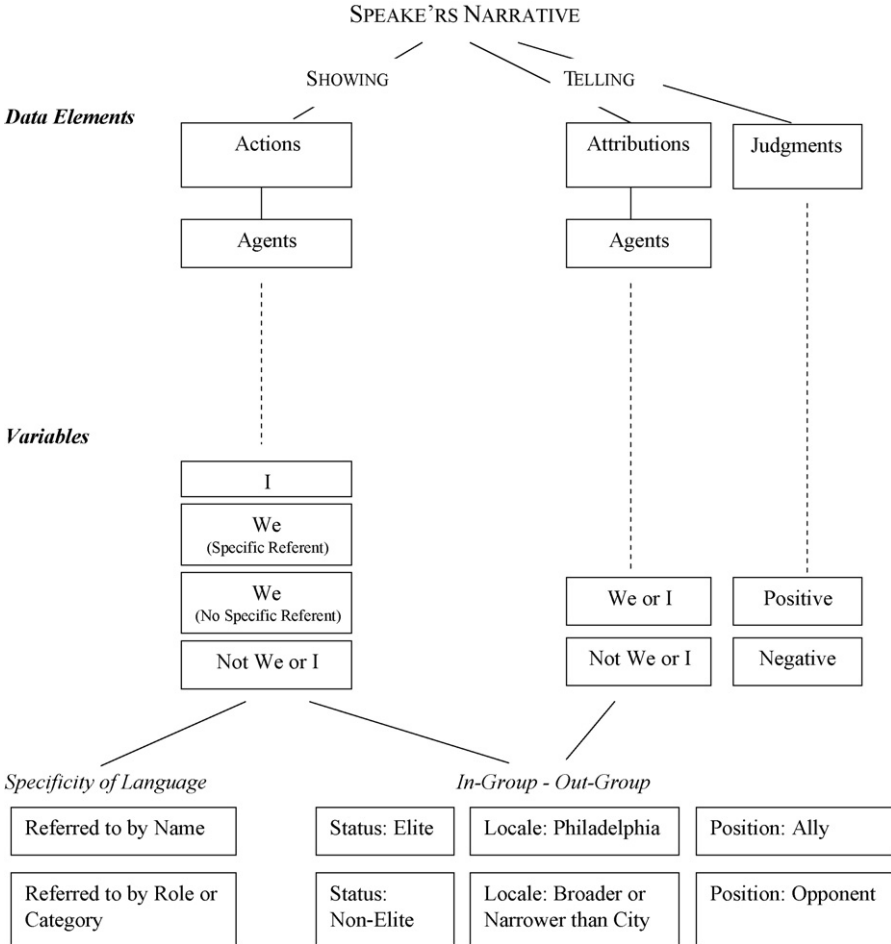 SPEAKE’RS NARRATIVE
SHOWING
TELLING
Data Elements
Actions
Attributions
Judgments
Agents
Agents
Variables
I
We
(Specific Referent)
We
(No Specific Referent)
Not We or I
We or I
Not We or I
Positive
Negative
Specificity of Language
In-Group - Out-Group
Referred to by Name
Status: Elite
Locale: Philadelphia
Position: Ally
Referred to by Role or
Category
Status:
Non-Elite
Locale: Broader or
Narrower than City
Position: Opponent